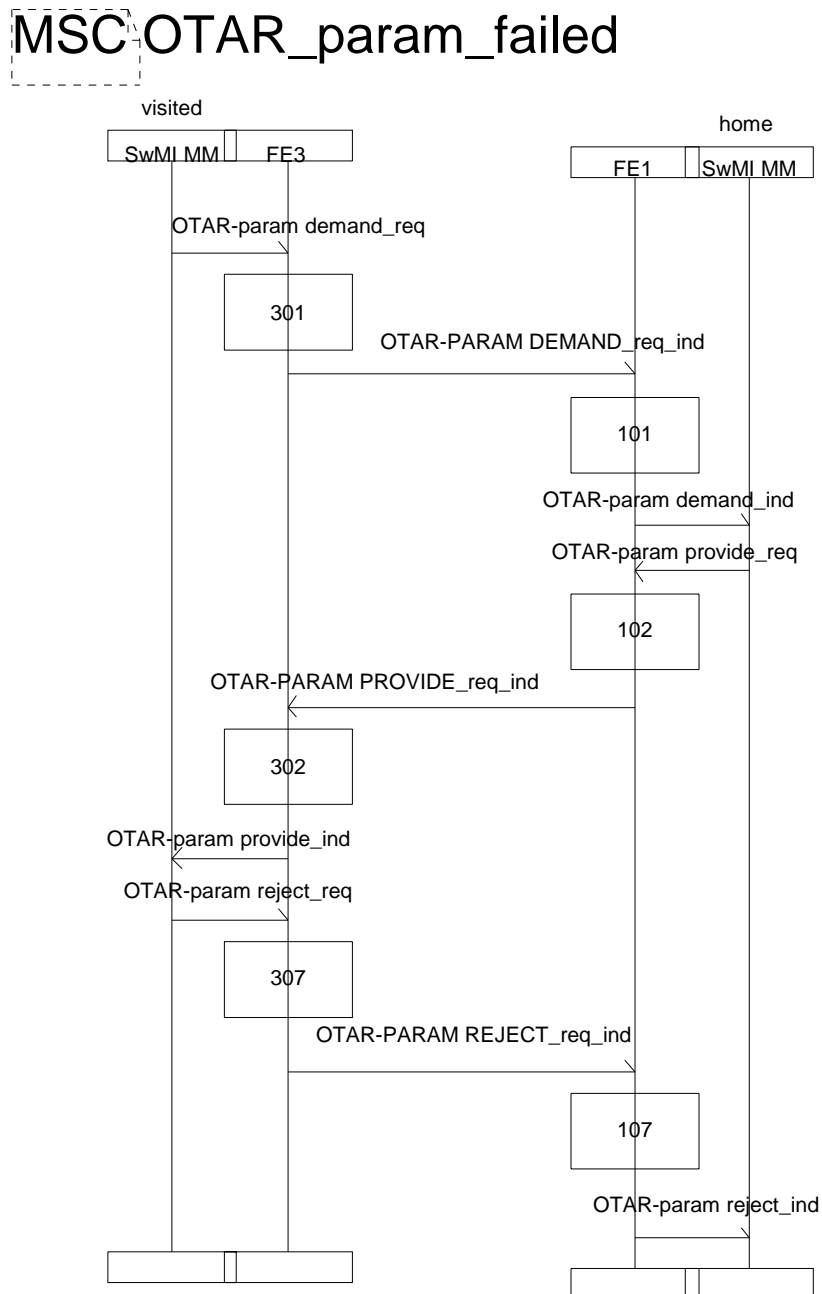 MSC OTAR_param_failed
visited
home
SwMI MM
FE3
FE1
SwMI MM
OTAR-param demand_req
301
OTAR-PARAM DEMAND_req_ind
101
OTAR-param demand_ind
OTAR-param provide_req
102
OTAR-PARAM PROVIDE_req_ind
302
OTAR-param provide_ind
OTAR-param reject_req
307
OTAR-PARAM REJECT_req_ind
107
OTAR-param reject_ind